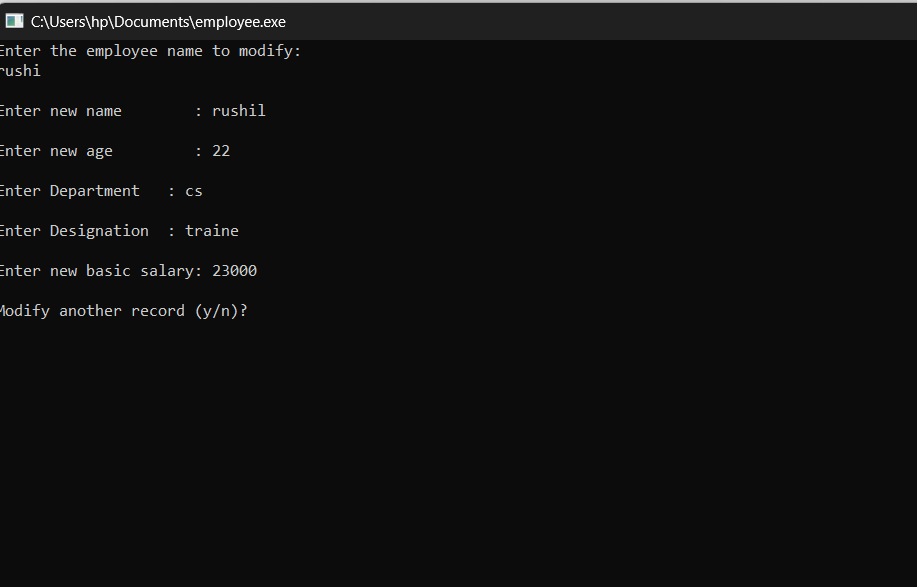 C:\Users\hp\Documents\employee.exe
Enter the employee name to modify:
rushi
Enter new name        : rushil
Enter new age         : 22
Enter Department   : cs
Enter Designation  : traine
Enter new basic salary: 23000
Modify another record (y/n)?